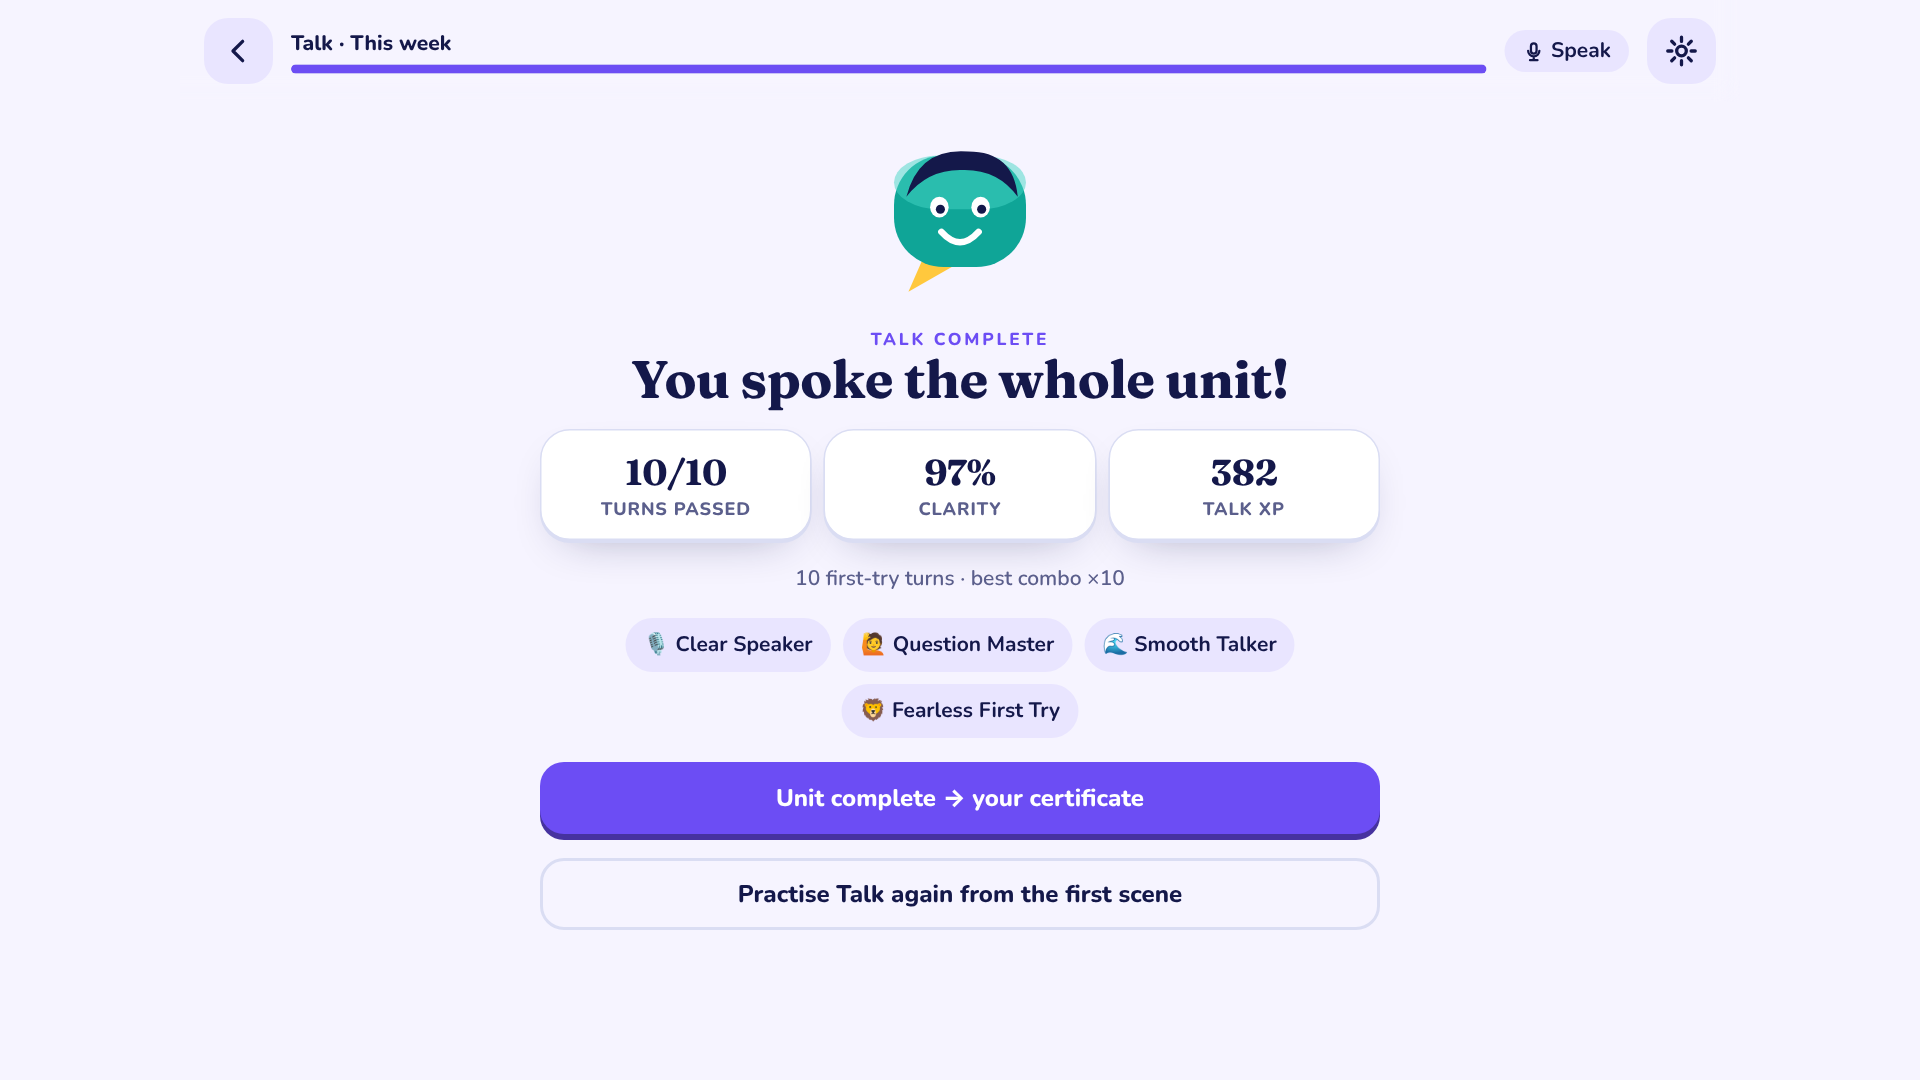 Talk · This week
Speak
TALK COMPLETE
You spoke the whole unit!
10/10
TURNS PASSED
97%
CLARITY
382
TALK XP
10 first-try turns · best combo ×10
Clear Speaker
Question Master
Smooth Talker
Fearless First Try
Unit complete → your certificate
Practise Talk again from the first scene